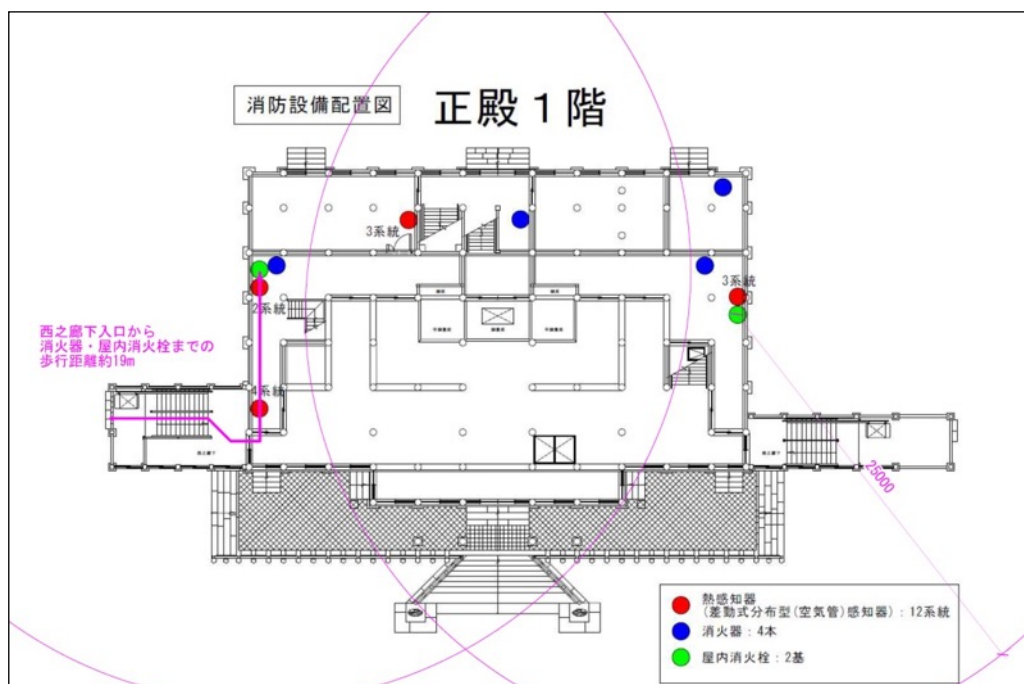 消防設備配置図
正殿1階
3系統
3系統
2系統
西之廊下入口から
消火器・屋内消火栓までの
歩行距離約19m
4系統
西之廊下
25000
熱感知器
(差動式分布型(空気管)感知器):12系統
消火器:4本
屋内消火栓:2基